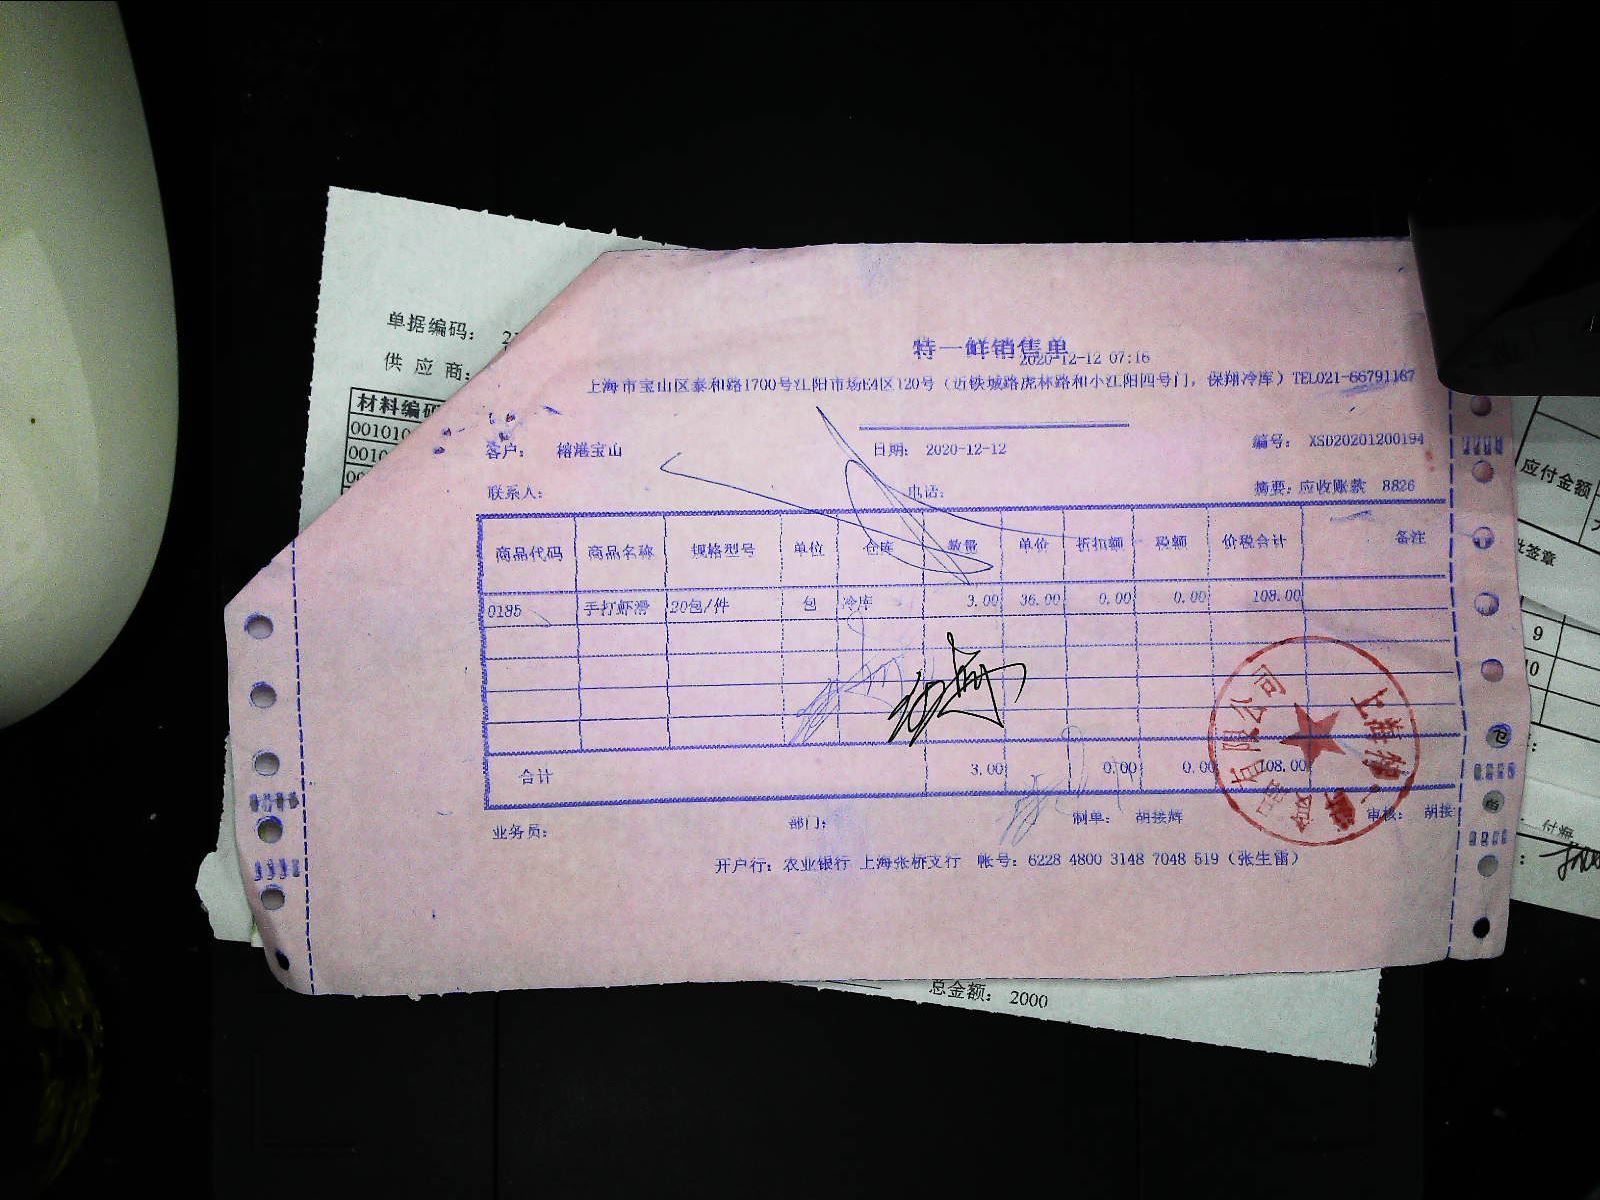 单据编码：
供 应 商：
材料编码
特一鲜销售单
2020-12-12 07:16
上海市宝山区泰和路1700号江阳市场E4区120号（近铁城路虎林路和小江阳四号门，保翔冷库）TEL021-66791167
客户： 榕港宝山 日期： 2020-12-12 编号： XSD20201200194
联系人： 电话： 摘要：应收账款 8826
商品代码 商品名称 规格型号 单位 仓库 数量 单价 折扣额 税额 价税合计 备注
0185 手打虾滑 20包/件 包 冷库 3.00 36.00 0.00 0.00 108.00
合计 3.00 0.00 0.00 108.00
业务员： 部门： 制单： 胡接辉 审核： 胡接
开户行：农业银行 上海张桥支行 帐号：6228 4800 3148 7048 519（张生雷）
总金额： 2000
应付金额
签章
9